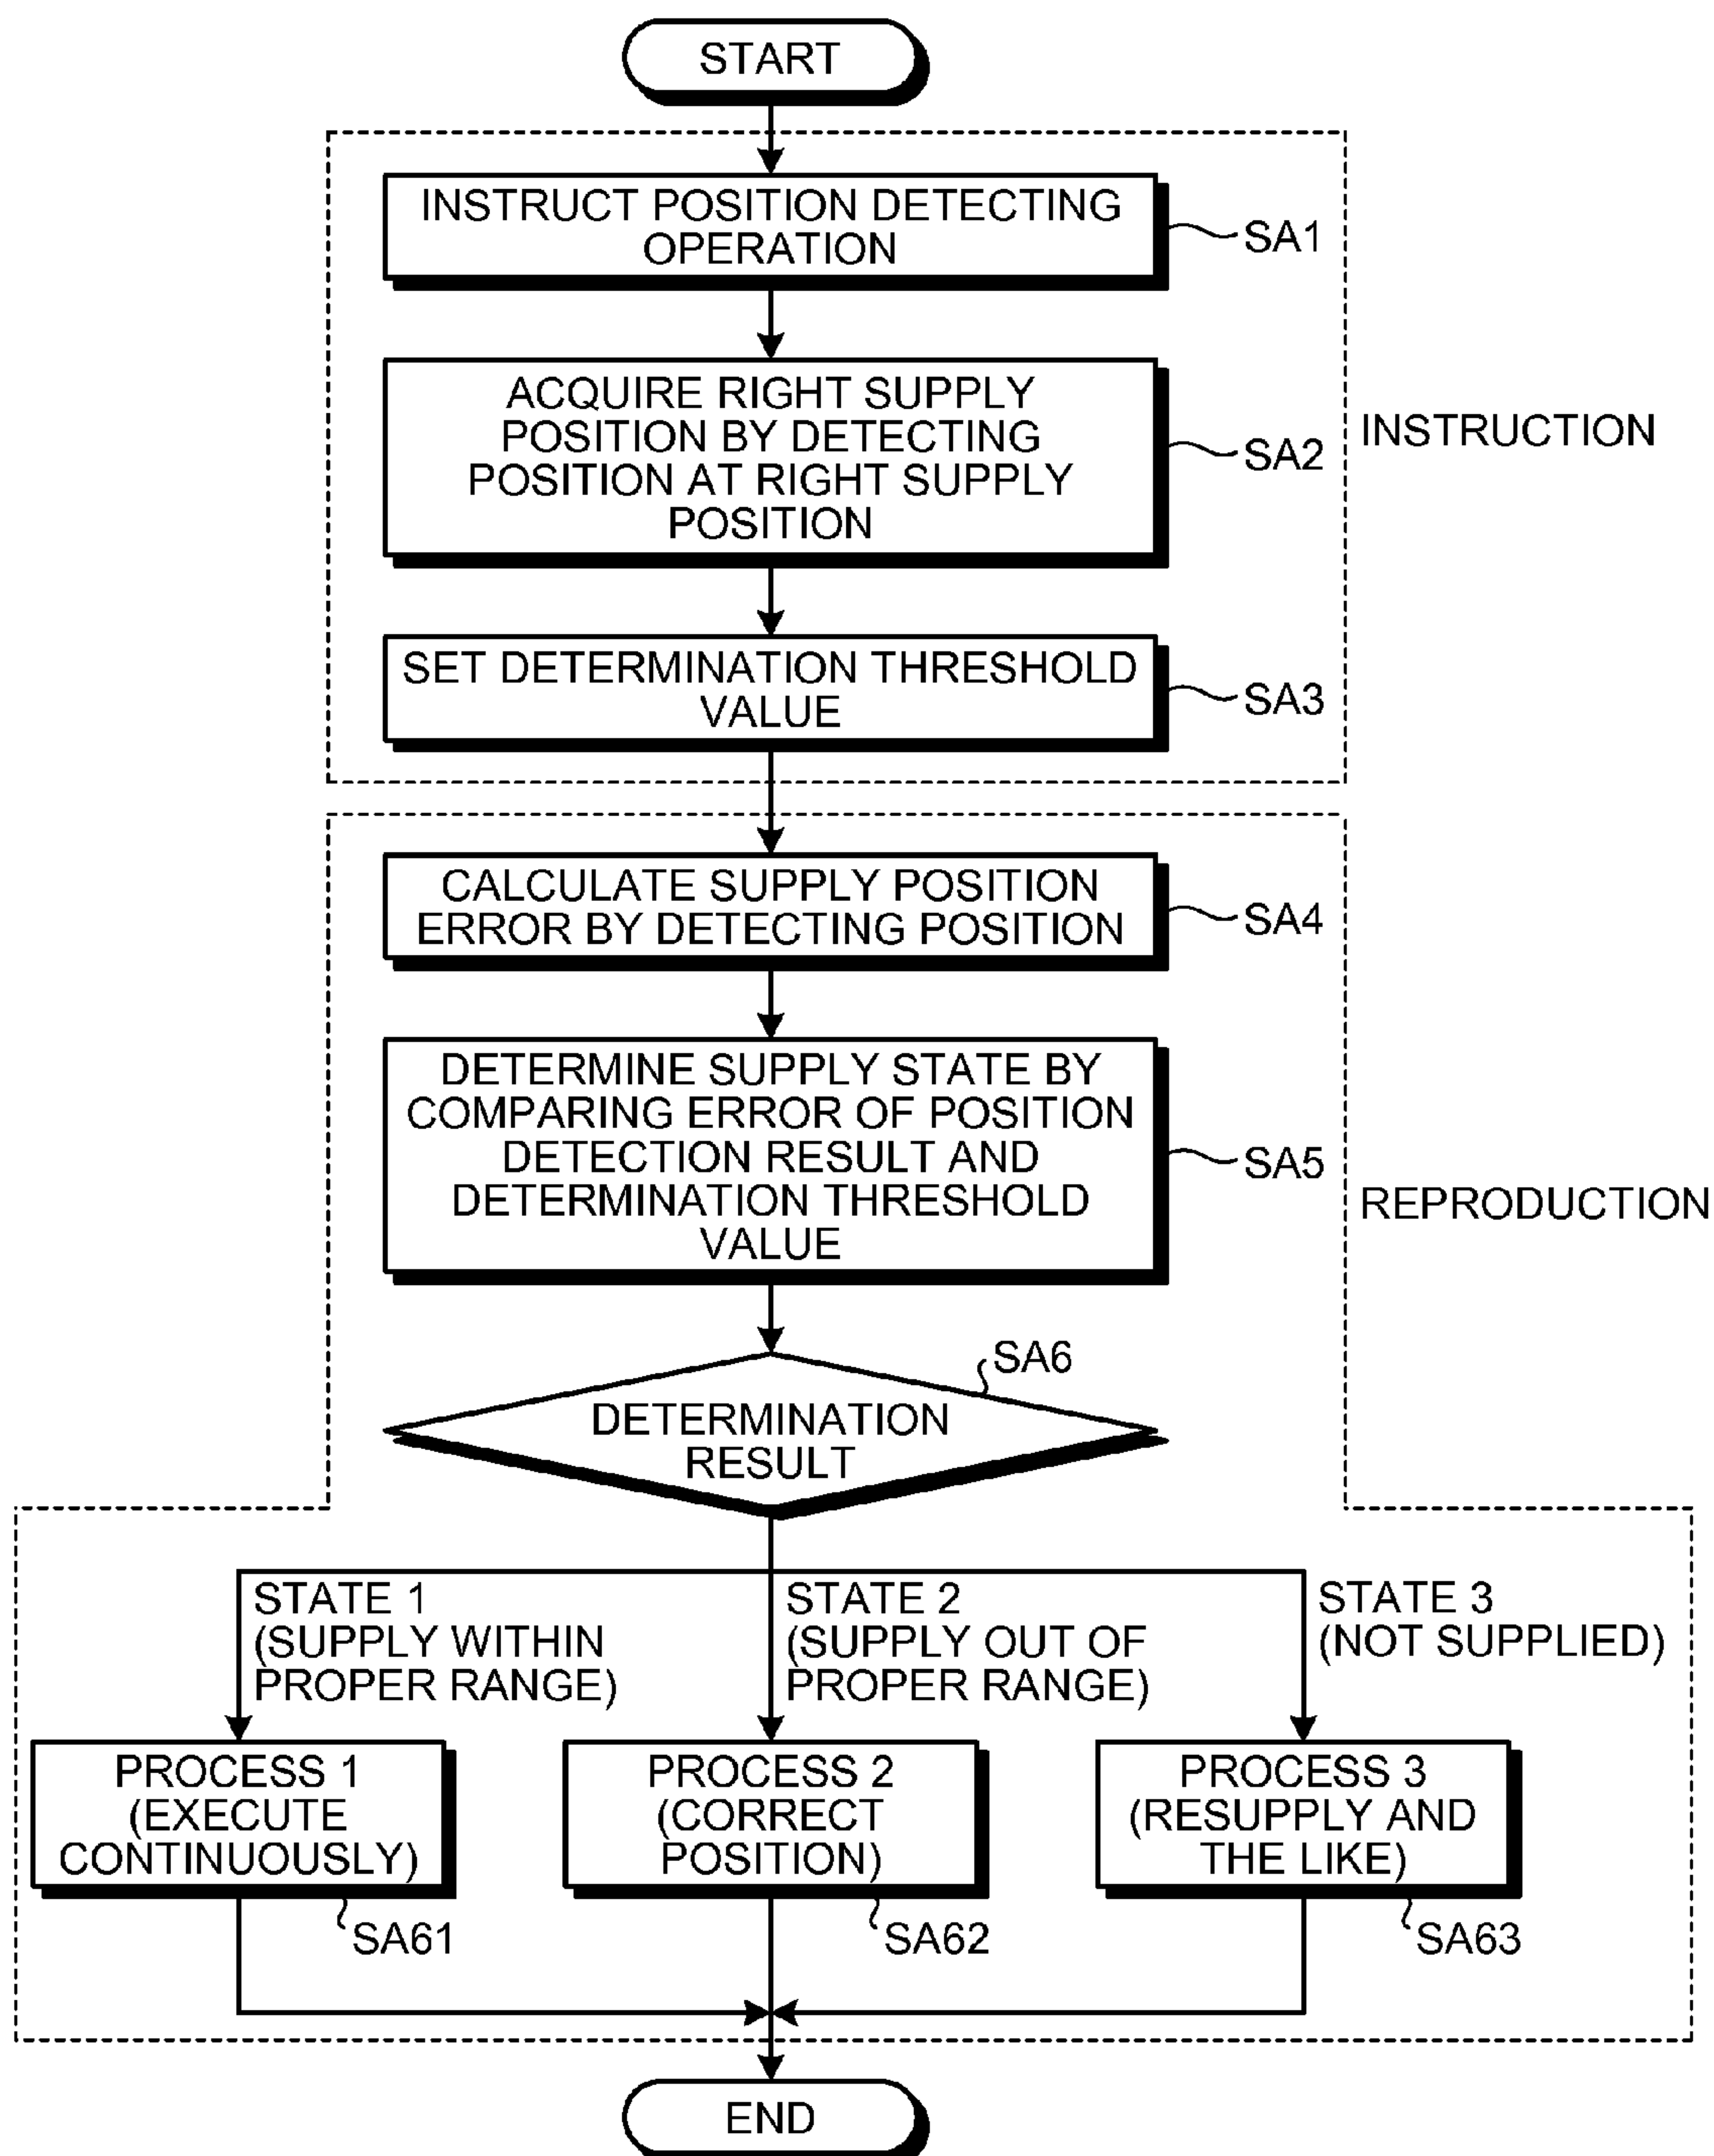 START
INSTRUCT POSITION DETECTING
OPERATION
SA1
ACQUIRE RIGHT SUPPLY
POSITION BY DETECTING
POSITION AT RIGHT SUPPLY
POSITION
SA2
INSTRUCTION
SET DETERMINATION THRESHOLD
VALUE
SA3
CALCULATE SUPPLY POSITION
ERROR BY DETECTING POSITION
SA4
DETERMINE SUPPLY STATE BY
COMPARING ERROR OF POSITION
DETECTION RESULT AND
DETERMINATION THRESHOLD
VALUE
SA5
REPRODUCTION
SA6
DETERMINATION
RESULT
STATE 1
(SUPPLY WITHIN
PROPER RANGE)
STATE 2
(SUPPLY OUT OF
PROPER RANGE)
STATE 3
(NOT SUPPLIED)
PROCESS 1
(EXECUTE
CONTINUOUSLY)
SA61
PROCESS 2
(CORRECT
POSITION)
SA62
PROCESS 3
(RESUPPLY AND
THE LIKE)
SA63
END